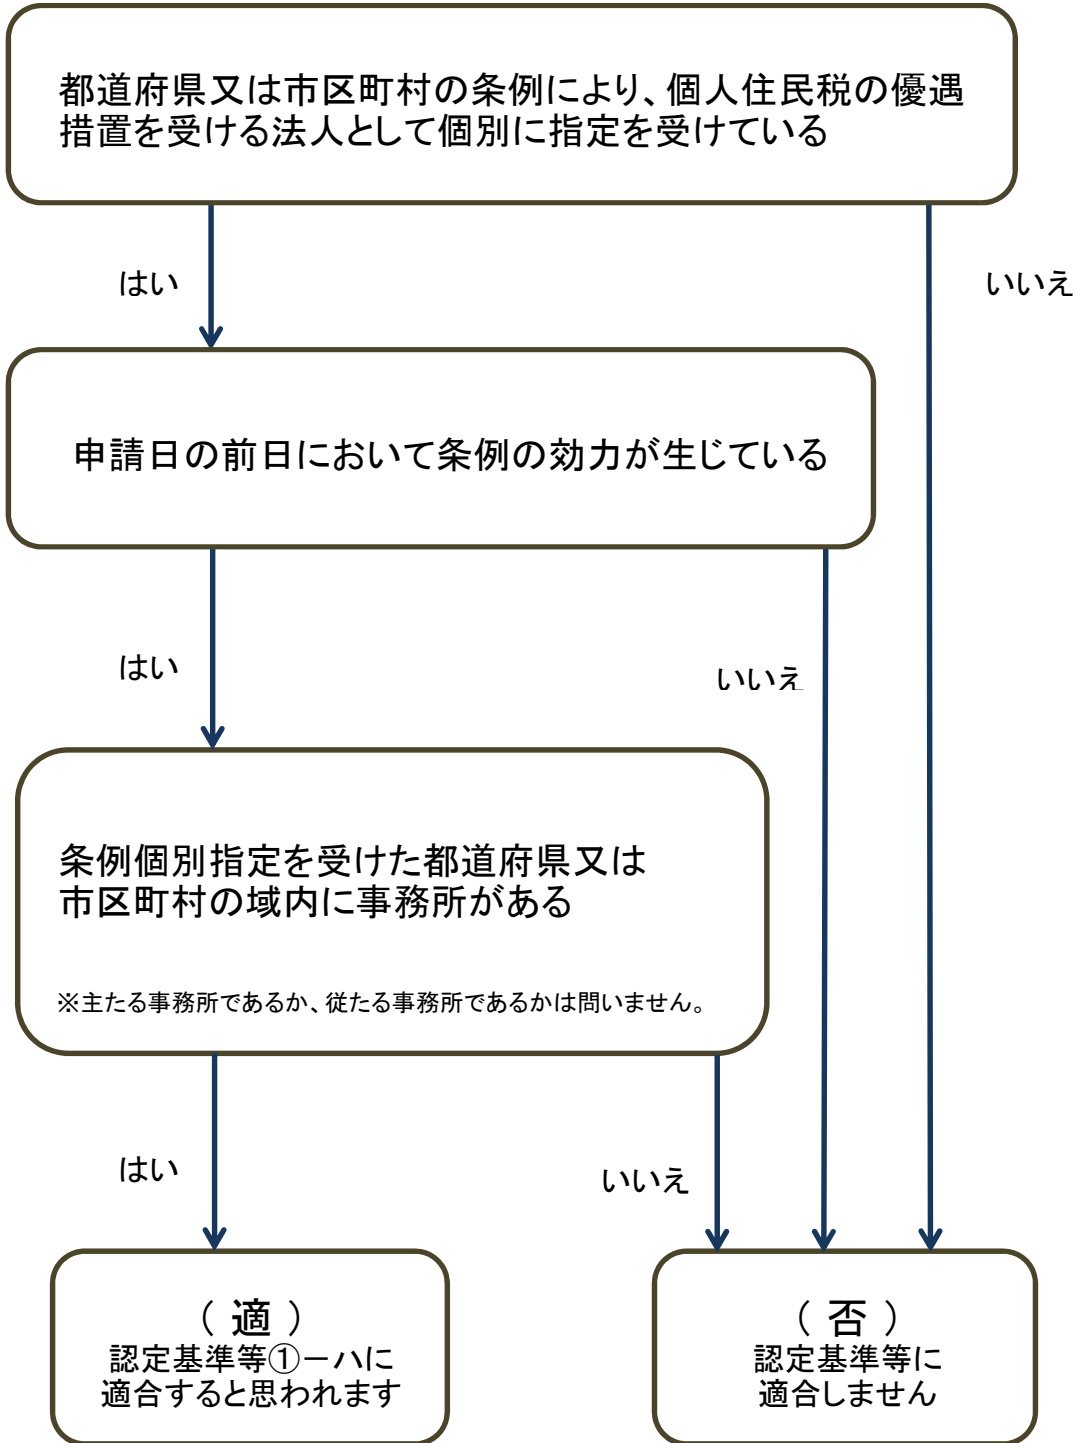 都道府県又は市区町村の条例により、個人住民税の優遇
措置を受ける法人として個別に指定を受けている
はい
いいえ
申請日の前日において条例の効力が生じている
はい
いいえ
条例個別指定を受けた都道府県又は
市区町村の域内に事務所がある
※主たる事務所であるか、従たる事務所であるかは問いません。
はい
いいえ
（ 適 ）
認定基準等①－ハに
適合すると思われます
（ 否 ）
認定基準等に
適合しません